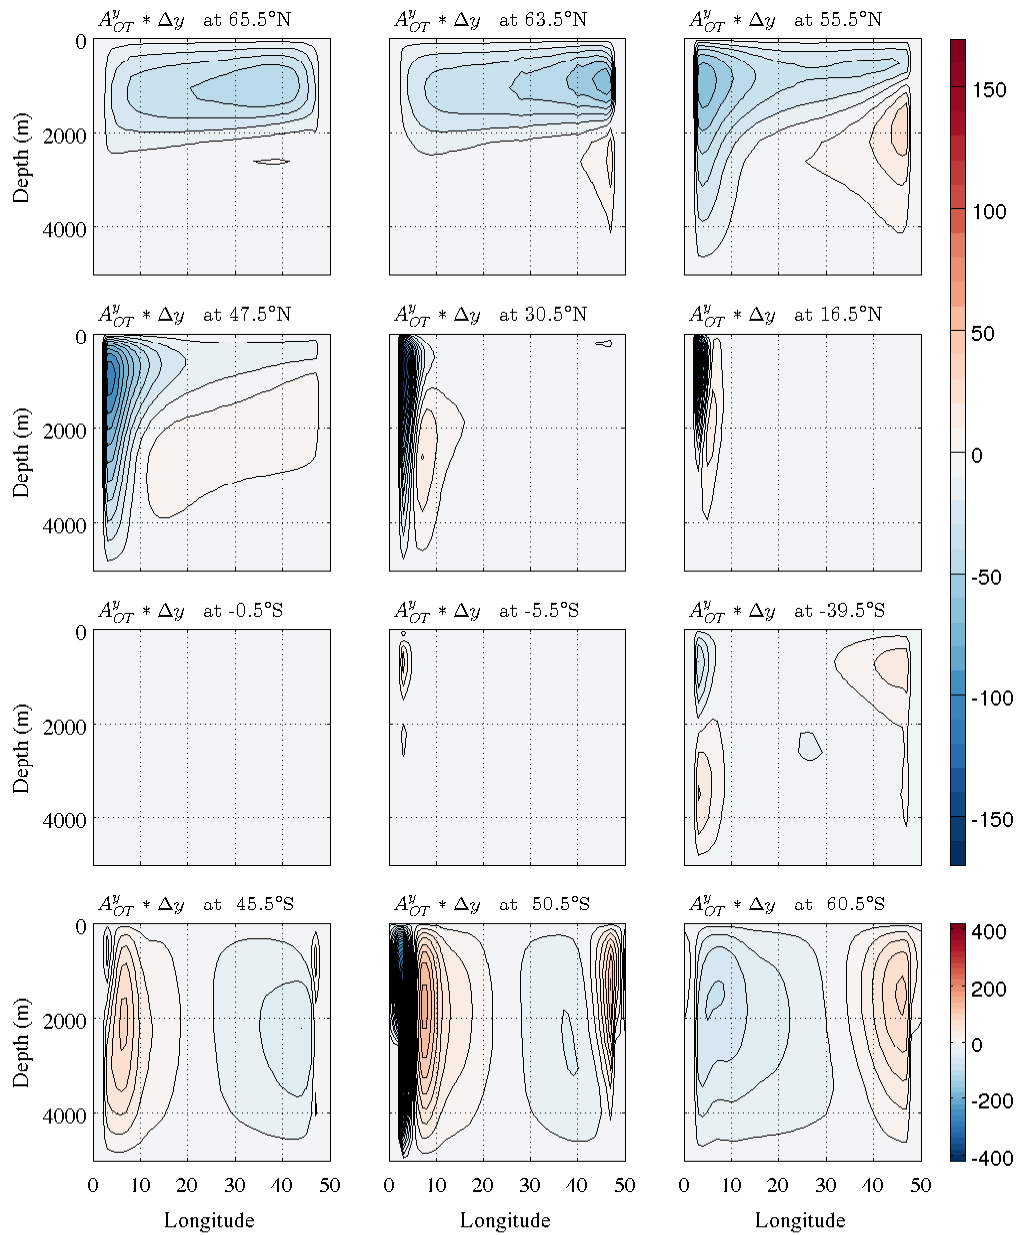 A^y_OT * Δy at 65.5°N
A^y_OT * Δy at 63.5°N
A^y_OT * Δy at 55.5°N
0
2000
4000
Depth (m)
150
100
50
0
-50
-100
-150
A^y_OT * Δy at 47.5°N
A^y_OT * Δy at 30.5°N
A^y_OT * Δy at 16.5°N
0
2000
4000
Depth (m)
A^y_OT * Δy at -0.5°S
A^y_OT * Δy at -5.5°S
A^y_OT * Δy at -39.5°S
0
2000
4000
Depth (m)
A^y_OT * Δy at 45.5°S
A^y_OT * Δy at 50.5°S
A^y_OT * Δy at 60.5°S
0
2000
4000
Depth (m)
400
200
0
-200
-400
0 10 20 30 40 50
0 10 20 30 40 50
0 10 20 30 40 50
Longitude
Longitude
Longitude